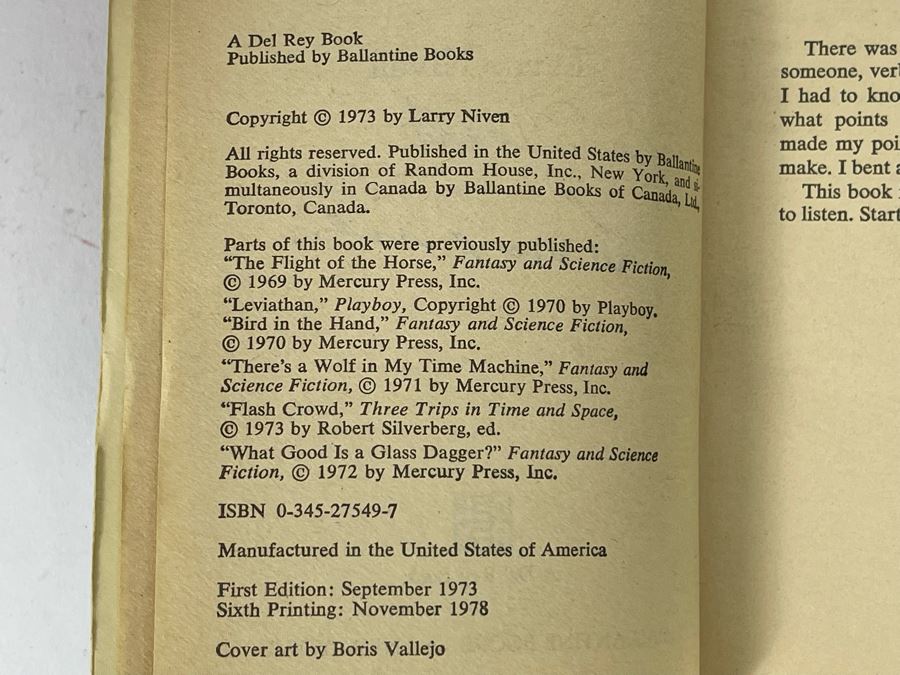 A Del Rey Book
Published by Ballantine Books
Copyright © 1973 by Larry Niven
All rights reserved. Published in the United States by Ballantine
Books, a division of Random House, Inc., New York, and si-
multaneously in Canada by Ballantine Books of Canada, Ltd.,
Toronto, Canada.
Parts of this book were previously published:
“The Flight of the Horse,” Fantasy and Science Fiction,
© 1969 by Mercury Press, Inc.
“Leviathan,” Playboy, Copyright © 1970 by Playboy.
“Bird in the Hand,” Fantasy and Science Fiction,
© 1970 by Mercury Press, Inc.
“There’s a Wolf in My Time Machine,” Fantasy and
Science Fiction, © 1971 by Mercury Press, Inc.
“Flash Crowd,” Three Trips in Time and Space,
© 1973 by Robert Silverberg, ed.
“What Good Is a Glass Dagger?” Fantasy and Science
Fiction, © 1972 by Mercury Press, Inc.
ISBN 0-345-27549-7
Manufactured in the United States of America
First Edition: September 1973
Sixth Printing: November 1978
Cover art by Boris Vallejo
There was
someone,
I had to
what points
made my
make. I bent
This book
to listen. Start